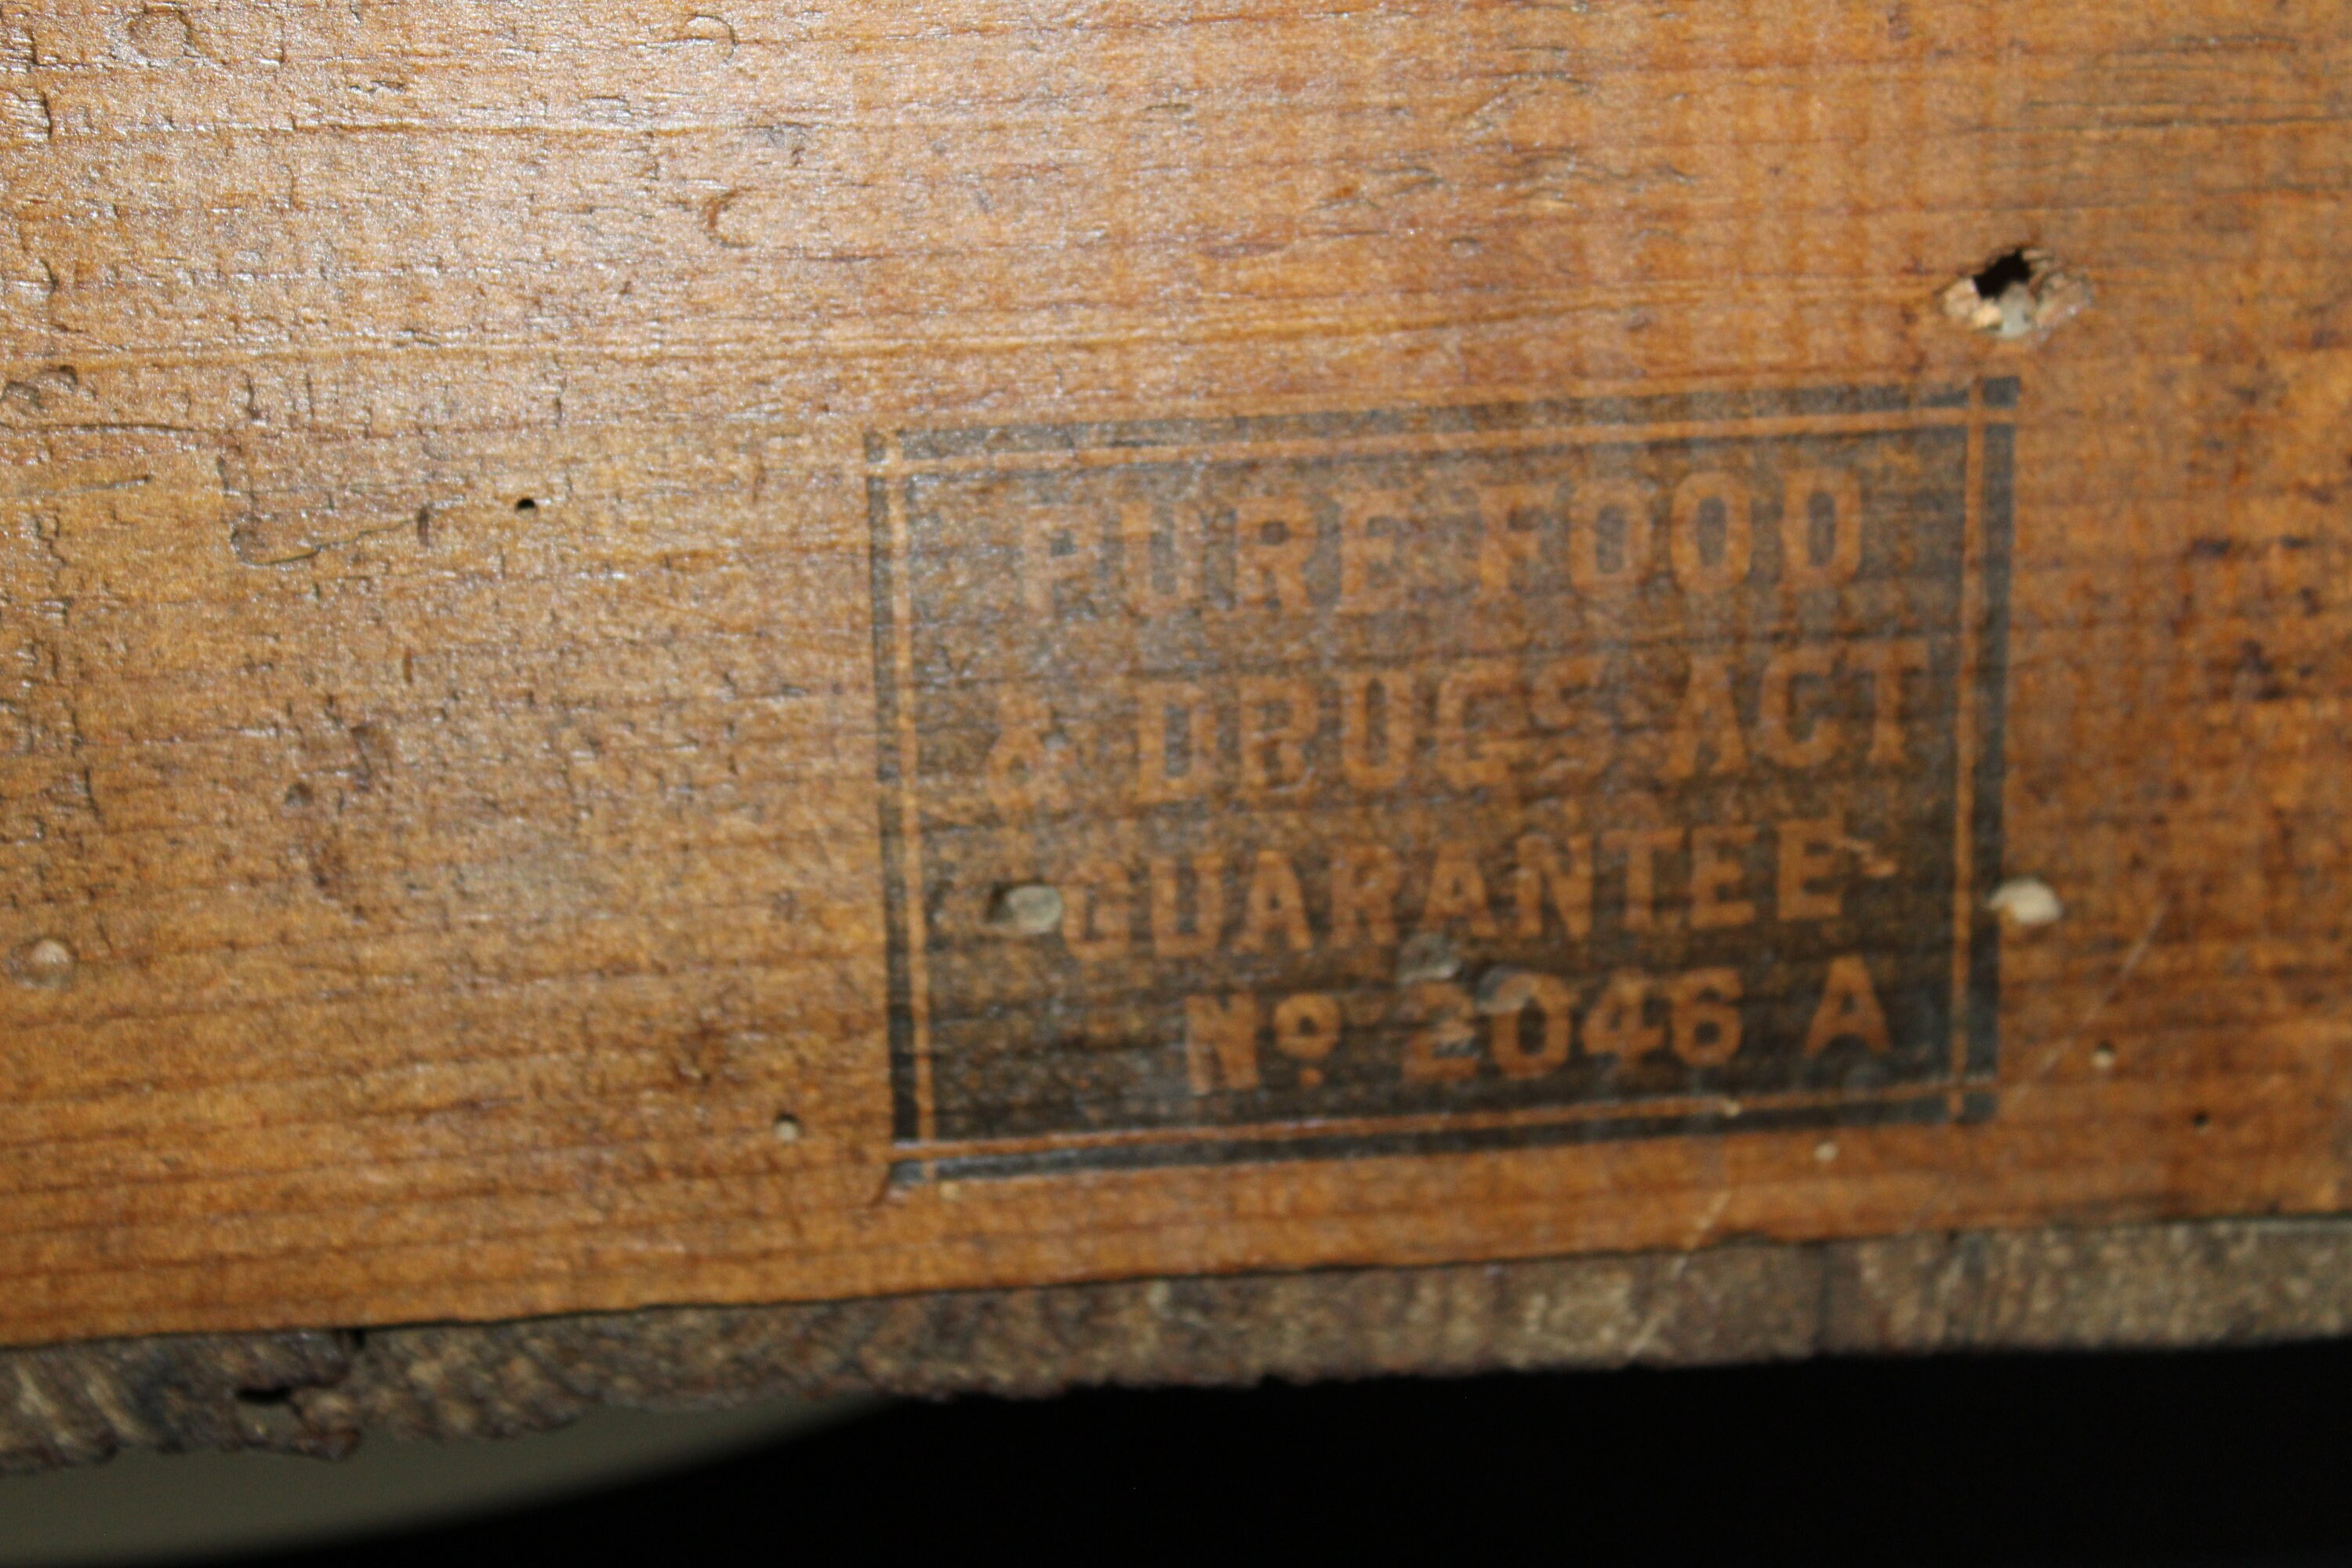 PURE FOOD
& DRUGS ACT
GUARANTEE
Nº 2046 A